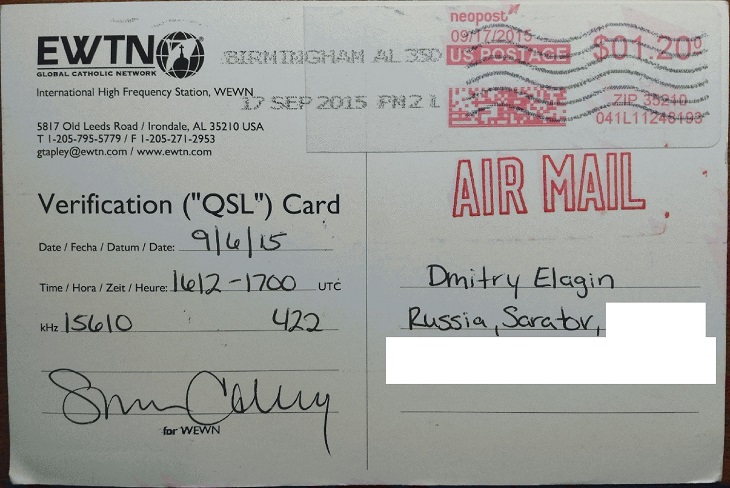 EWTN
GLOBAL CATHOLIC NETWORK
International High Frequency Station, WEWN
5817 Old Leeds Road / Irondale, AL 35210 USA
T 1-205-795-5779 / F 1-205-271-2953
gtapley@ewtn.com / www.ewtn.com
BIRMINGHAM AL 350
17 SEP 2015 PM 2 L
neopost
09/17/2015
US POSTAGE
$01.20⁰
ZIP 35210
041L11248193
AIR MAIL
Verification ("QSL") Card
Date / Fecha / Datum / Date: 9/6/15
Time / Hora / Zeit / Heure: 1612-1700 UTC
kHz 15610 422
for WEWN
Dmitry Elagin
Russia, Saratov,